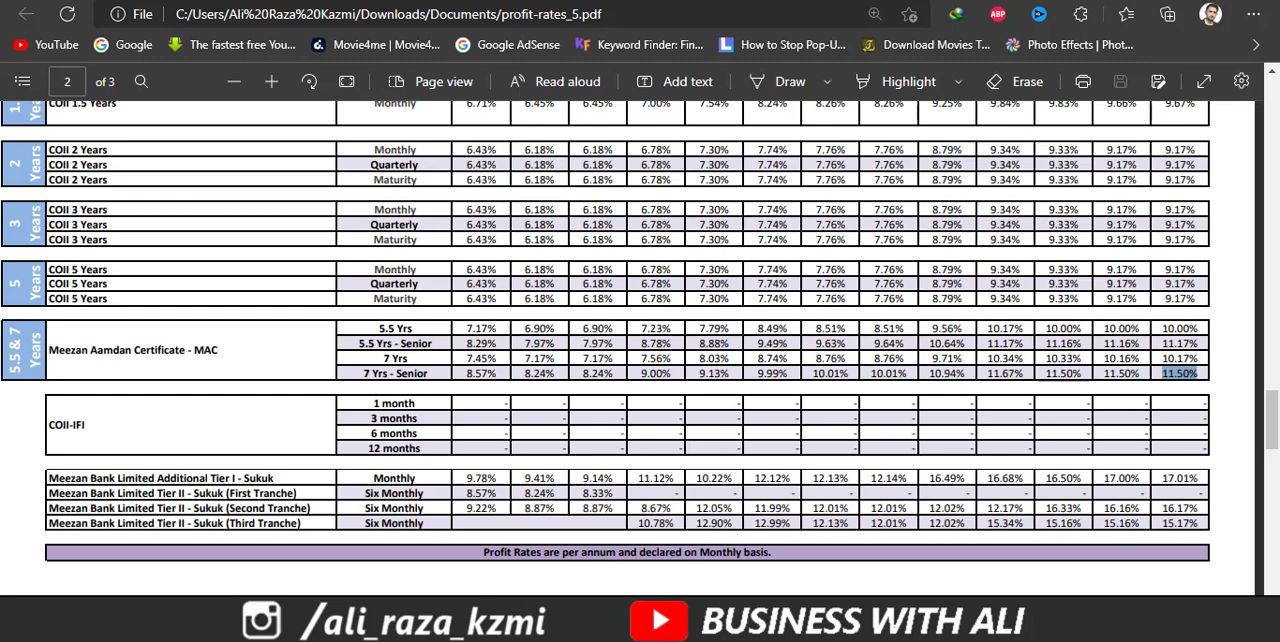 File C:/Users/Ali%20Raza%20Kazmi/Downloads/Documents/profit-rates_5.pdf
ABP
YouTube Google The fastest free You... Movie4me | Movie4... Google AdSense KF Keyword Finder: Fin... L How to Stop Pop-U... Download Movies T... Photo Effects | Phot...
2 of 3 Page view Read aloud Add text Draw Highlight Erase
COII 1.5 Years Monthly 6.71% 6.45% 6.45% 7.00% 7.54% 8.24% 8.26% 8.26% 9.25% 9.84% 9.83% 9.66% 9.67%
2 Years
COII 2 Years Monthly 6.43% 6.18% 6.18% 6.78% 7.30% 7.74% 7.76% 7.76% 8.79% 9.34% 9.33% 9.17% 9.17%
COII 2 Years Quarterly 6.43% 6.18% 6.18% 6.78% 7.30% 7.74% 7.76% 7.76% 8.79% 9.34% 9.33% 9.17% 9.17%
COII 2 Years Maturity 6.43% 6.18% 6.18% 6.78% 7.30% 7.74% 7.76% 7.76% 8.79% 9.34% 9.33% 9.17% 9.17%
3 Years
COII 3 Years Monthly 6.43% 6.18% 6.18% 6.78% 7.30% 7.74% 7.76% 7.76% 8.79% 9.34% 9.33% 9.17% 9.17%
COII 3 Years Quarterly 6.43% 6.18% 6.18% 6.78% 7.30% 7.74% 7.76% 7.76% 8.79% 9.34% 9.33% 9.17% 9.17%
COII 3 Years Maturity 6.43% 6.18% 6.18% 6.78% 7.30% 7.74% 7.76% 7.76% 8.79% 9.34% 9.33% 9.17% 9.17%
5 Years
COII 5 Years Monthly 6.43% 6.18% 6.18% 6.78% 7.30% 7.74% 7.76% 7.76% 8.79% 9.34% 9.33% 9.17% 9.17%
COII 5 Years Quarterly 6.43% 6.18% 6.18% 6.78% 7.30% 7.74% 7.76% 7.76% 8.79% 9.34% 9.33% 9.17% 9.17%
COII 5 Years Maturity 6.43% 6.18% 6.18% 6.78% 7.30% 7.74% 7.76% 7.76% 8.79% 9.34% 9.33% 9.17% 9.17%
5.5 & 7 Years
Meezan Aamdan Certificate - MAC
5.5 Yrs 7.17% 6.90% 6.90% 7.23% 7.79% 8.49% 8.51% 8.51% 9.56% 10.17% 10.00% 10.00% 10.00%
5.5 Yrs - Senior 8.29% 7.97% 7.97% 8.78% 8.88% 9.49% 9.63% 9.64% 10.64% 11.17% 11.16% 11.16% 11.17%
7 Yrs 7.45% 7.17% 7.17% 7.56% 8.03% 8.74% 8.76% 8.76% 9.71% 10.34% 10.33% 10.16% 10.17%
7 Yrs - Senior 8.57% 8.24% 8.24% 9.00% 9.13% 9.99% 10.01% 10.01% 10.94% 11.67% 11.50% 11.50% 11.50%
COII-IFI
1 month - - - - - - - - - - - - -
3 months - - - - - - - - - - - - -
6 months - - - - - - - - - - - - -
12 months - - - - - - - - - - - - -
Meezan Bank Limited Additional Tier I - Sukuk Monthly 9.78% 9.41% 9.14% 11.12% 10.22% 12.12% 12.13% 12.14% 16.49% 16.68% 16.50% 17.00% 17.01%
Meezan Bank Limited Tier II - Sukuk (First Tranche) Six Monthly 8.57% 8.24% 8.33% - - - - - - - - - -
Meezan Bank Limited Tier II - Sukuk (Second Tranche) Six Monthly 9.22% 8.87% 8.87% 8.67% 12.05% 11.99% 12.01% 12.01% 12.02% 12.17% 16.33% 16.16% 16.17%
Meezan Bank Limited Tier II - Sukuk (Third Tranche) Six Monthly 10.78% 12.90% 12.99% 12.13% 12.01% 12.02% 15.34% 15.16% 15.16% 15.17%
Profit Rates are per annum and declared on Monthly basis.
/ali_raza_kzmi BUSINESS WITH ALI